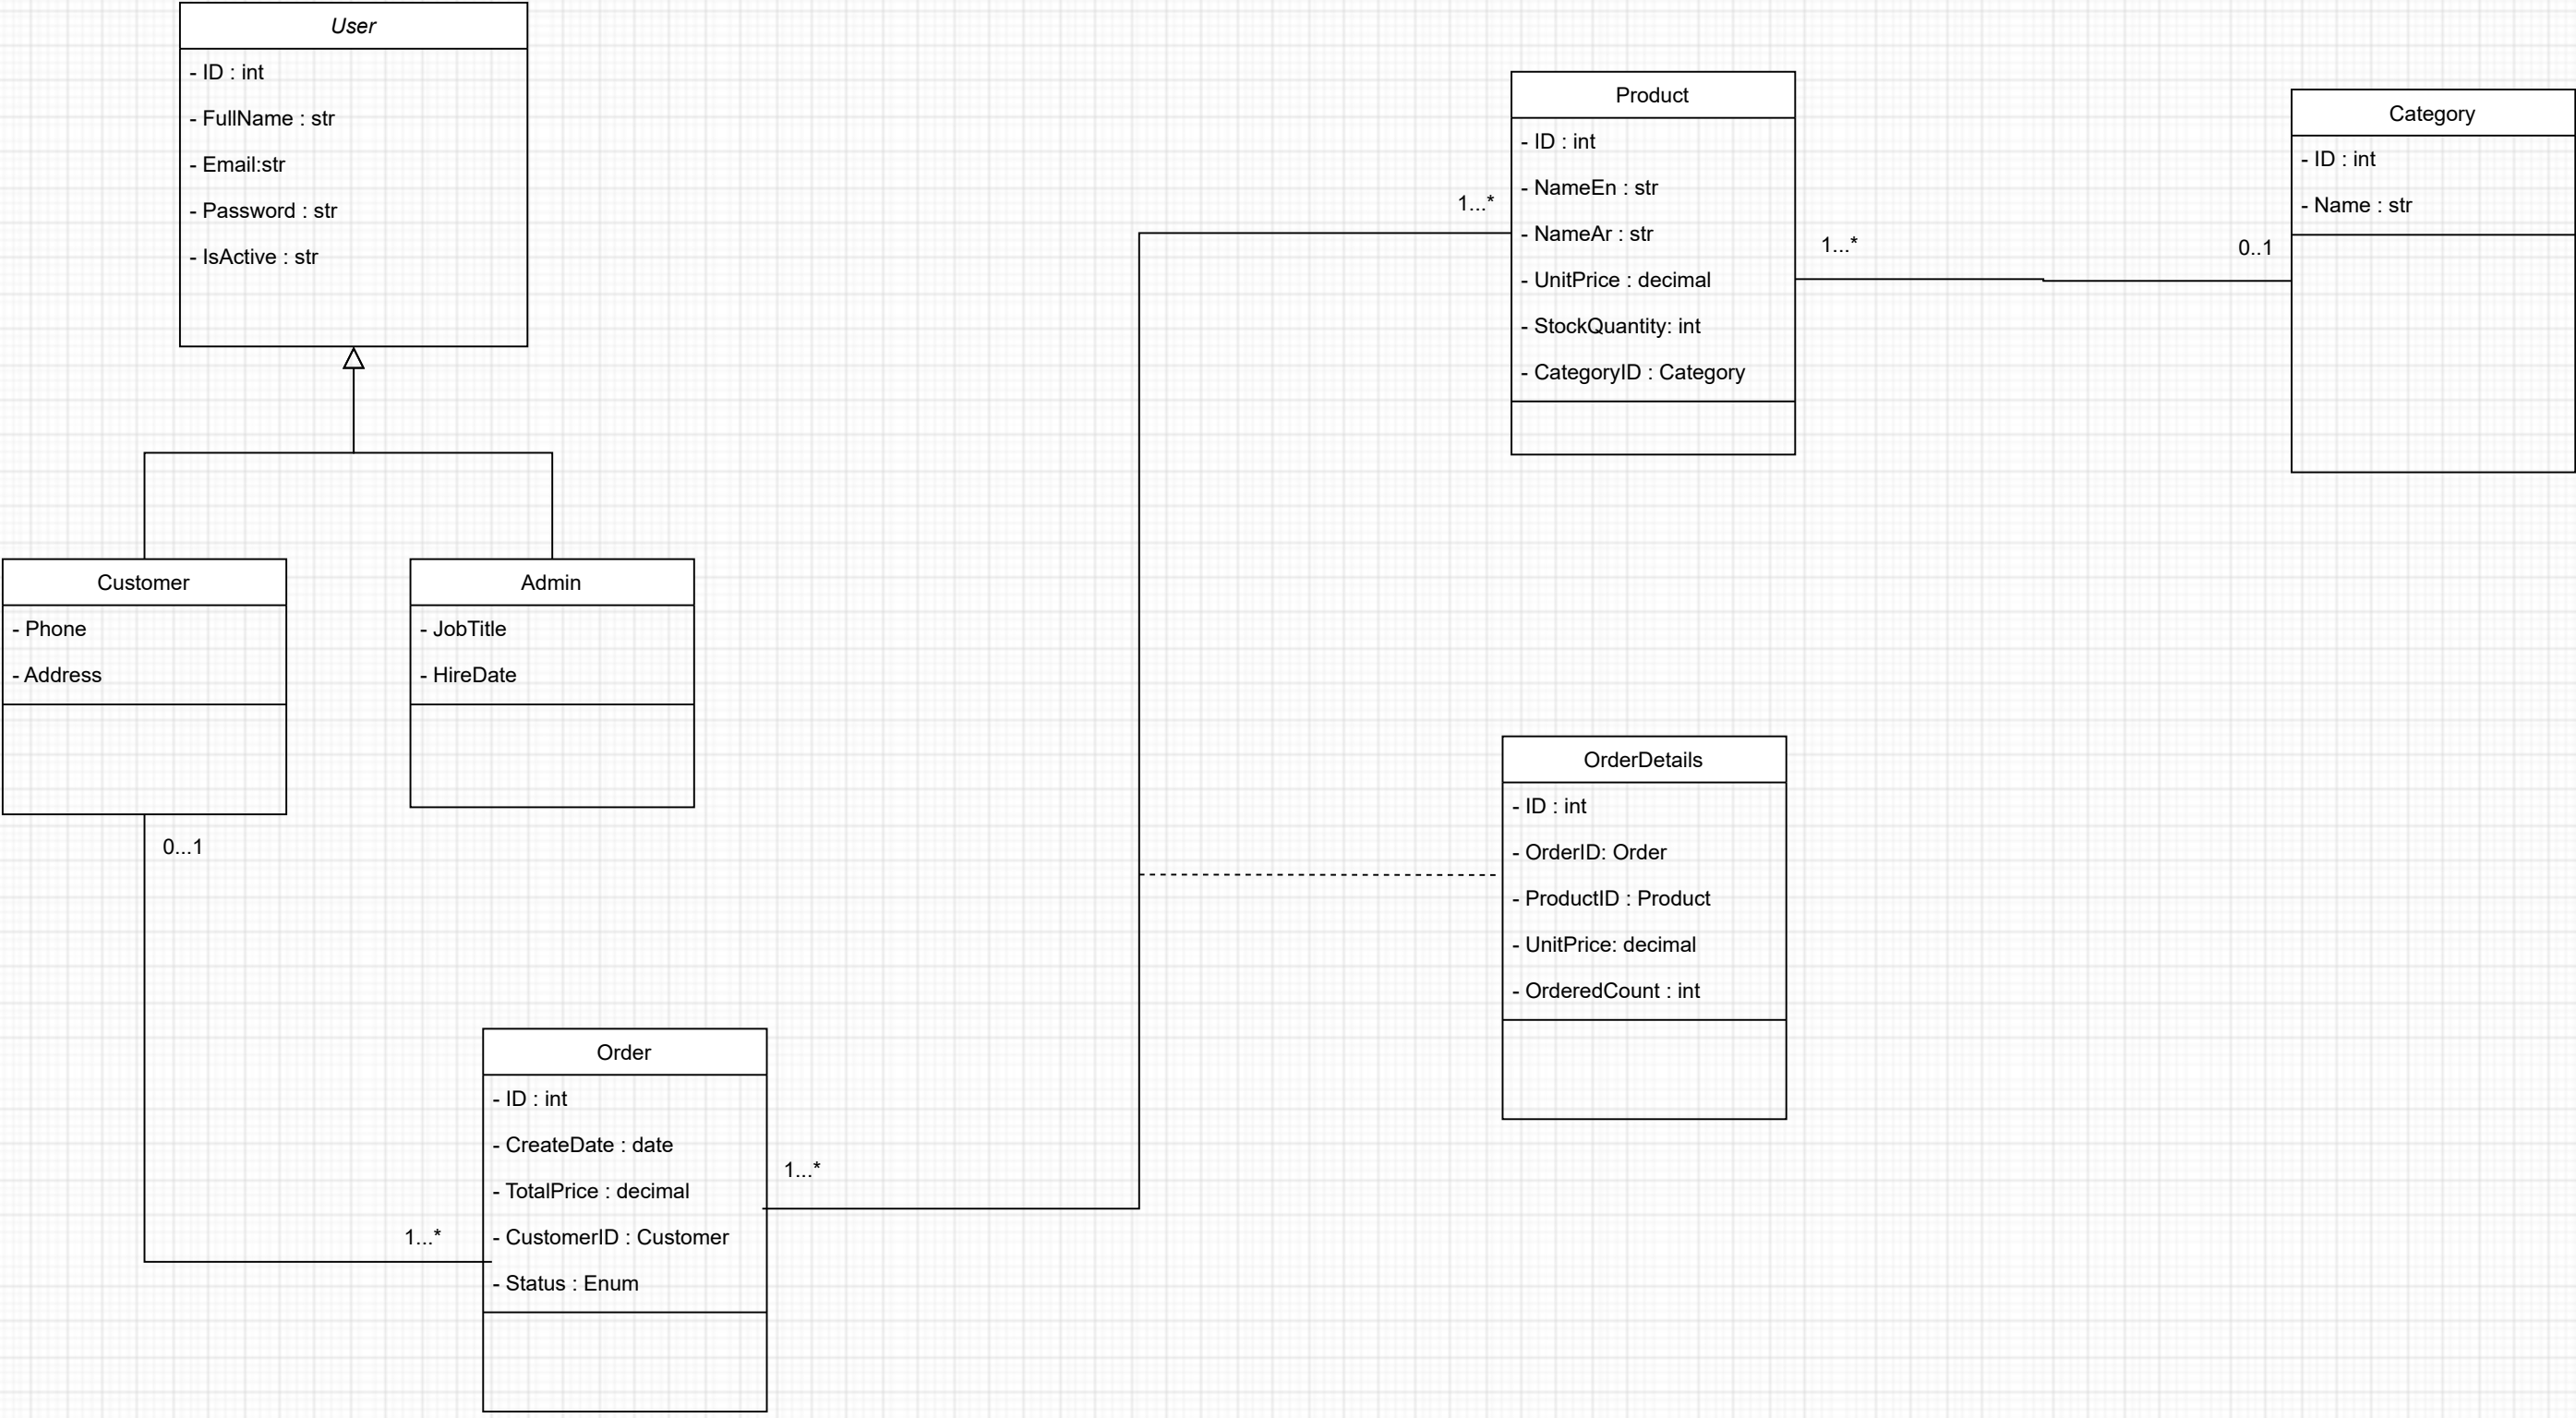 User
- ID : int
- FullName : str
- Email:str
- Password : str
- IsActive : str
Customer
- Phone
- Address
0...1
Admin
- JobTitle
- HireDate
Order
- ID : int
- CreateDate : date
- TotalPrice : decimal
- CustomerID : Customer
- Status : Enum
1...*
1...*
Product
- ID : int
- NameEn : str
- NameAr : str
- UnitPrice : decimal
- StockQuantity: int
- CategoryID : Category
1...*
1...*
0..1
Category
- ID : int
- Name : str
OrderDetails
- ID : int
- OrderID: Order
- ProductID : Product
- UnitPrice: decimal
- OrderedCount : int